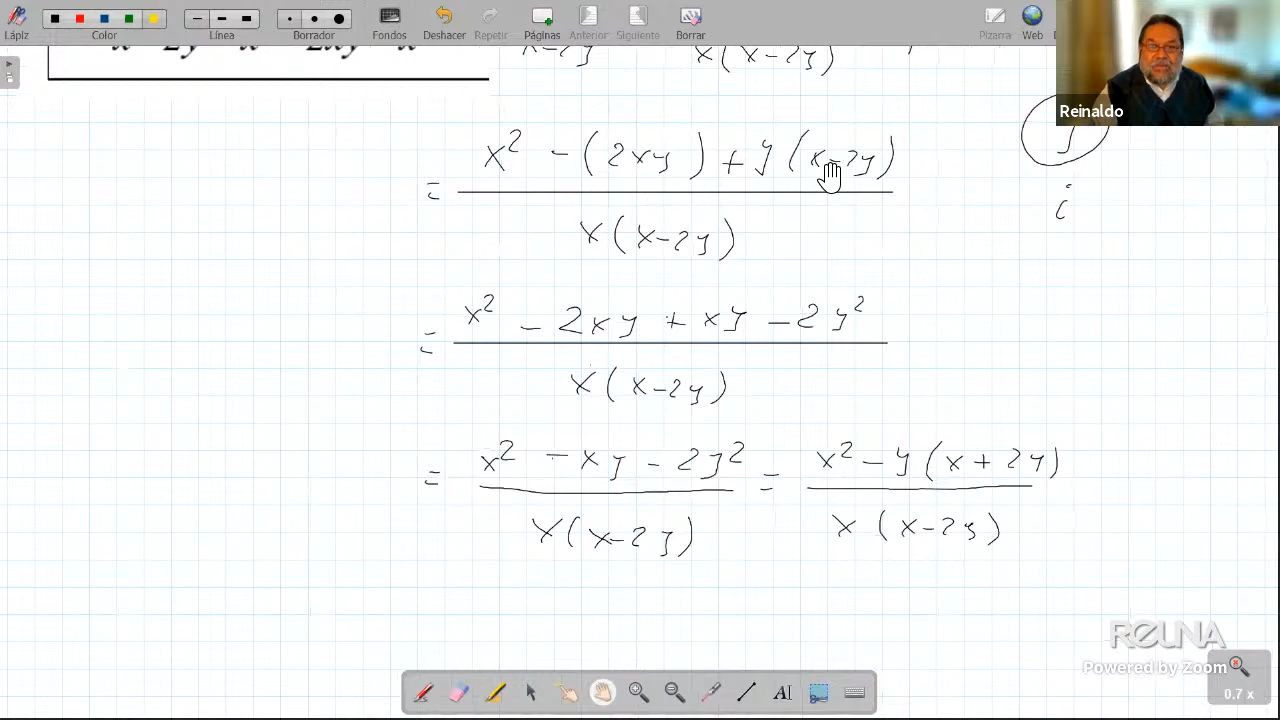 Lápiz Color Línea Borrador Fondos Deshacer Repetir Páginas Anterior Siguiente Borrar Pizarra Web
x(x-2y)
Reinaldo
= x² - (2xy) + y(x-2y)
x(x-2y)
i
= x² - 2xy + xy - 2y²
x(x-2y)
= x² - xy - 2y² = x² - y(x+2y)
x(x-2y) x(x-2y)
REUNA
Powered by Zoom
0.7 x